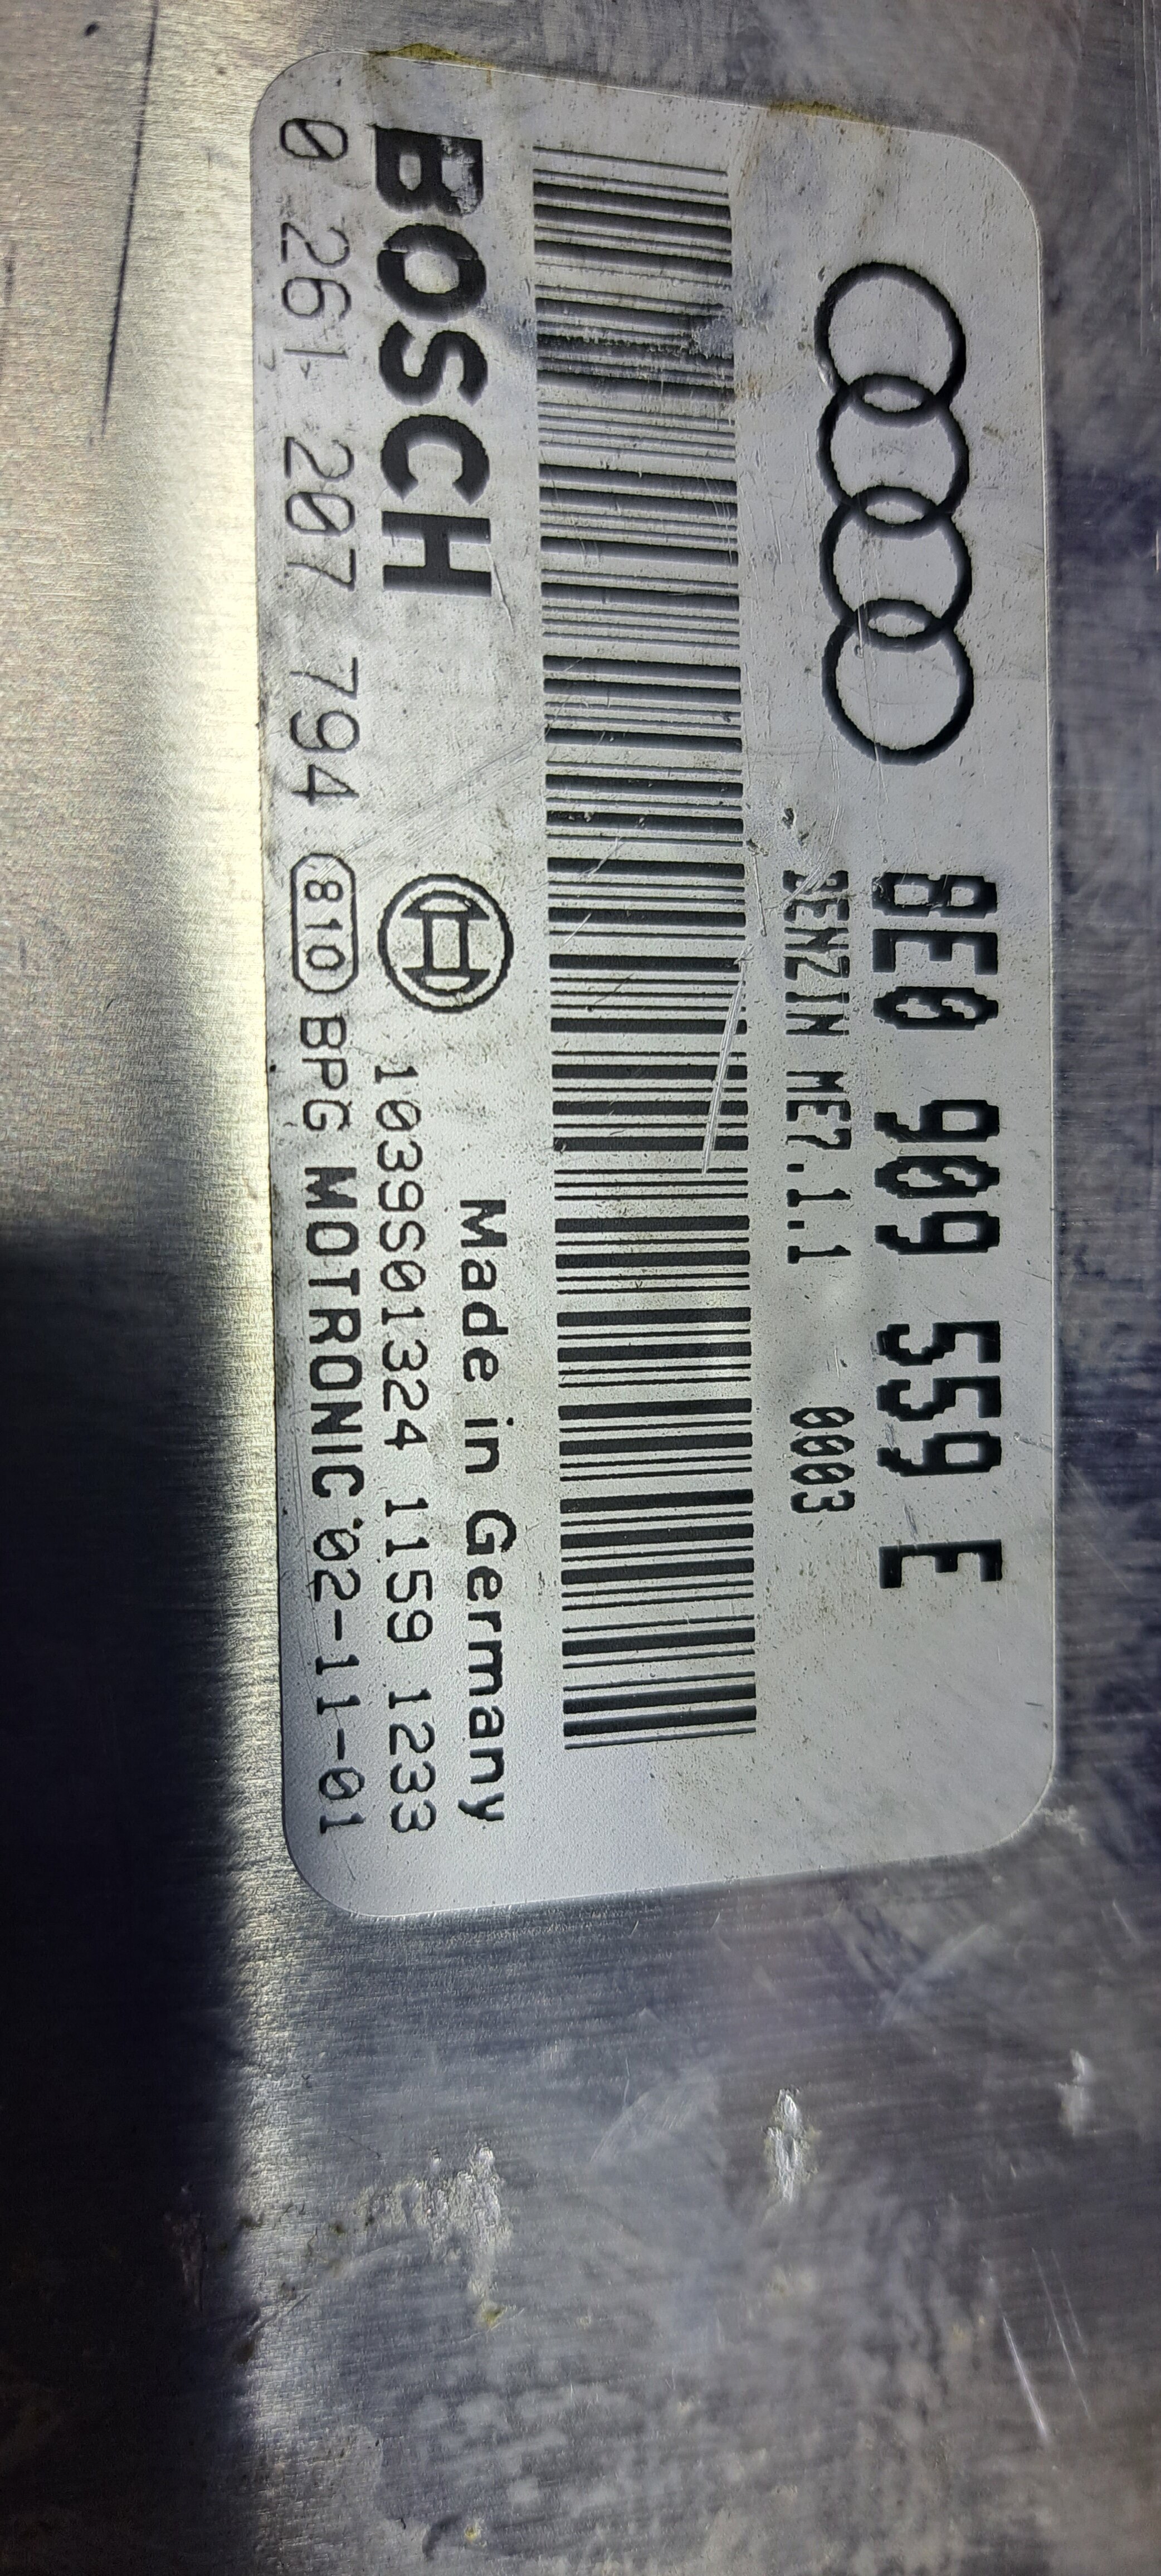 8E0 909 559 E
BENZIN ME7.1.1 0003
Made in Germany
BOSCH 1039S01324 1159 1233
0 261 207 794 810 BPG MOTRONIC 02-11-01